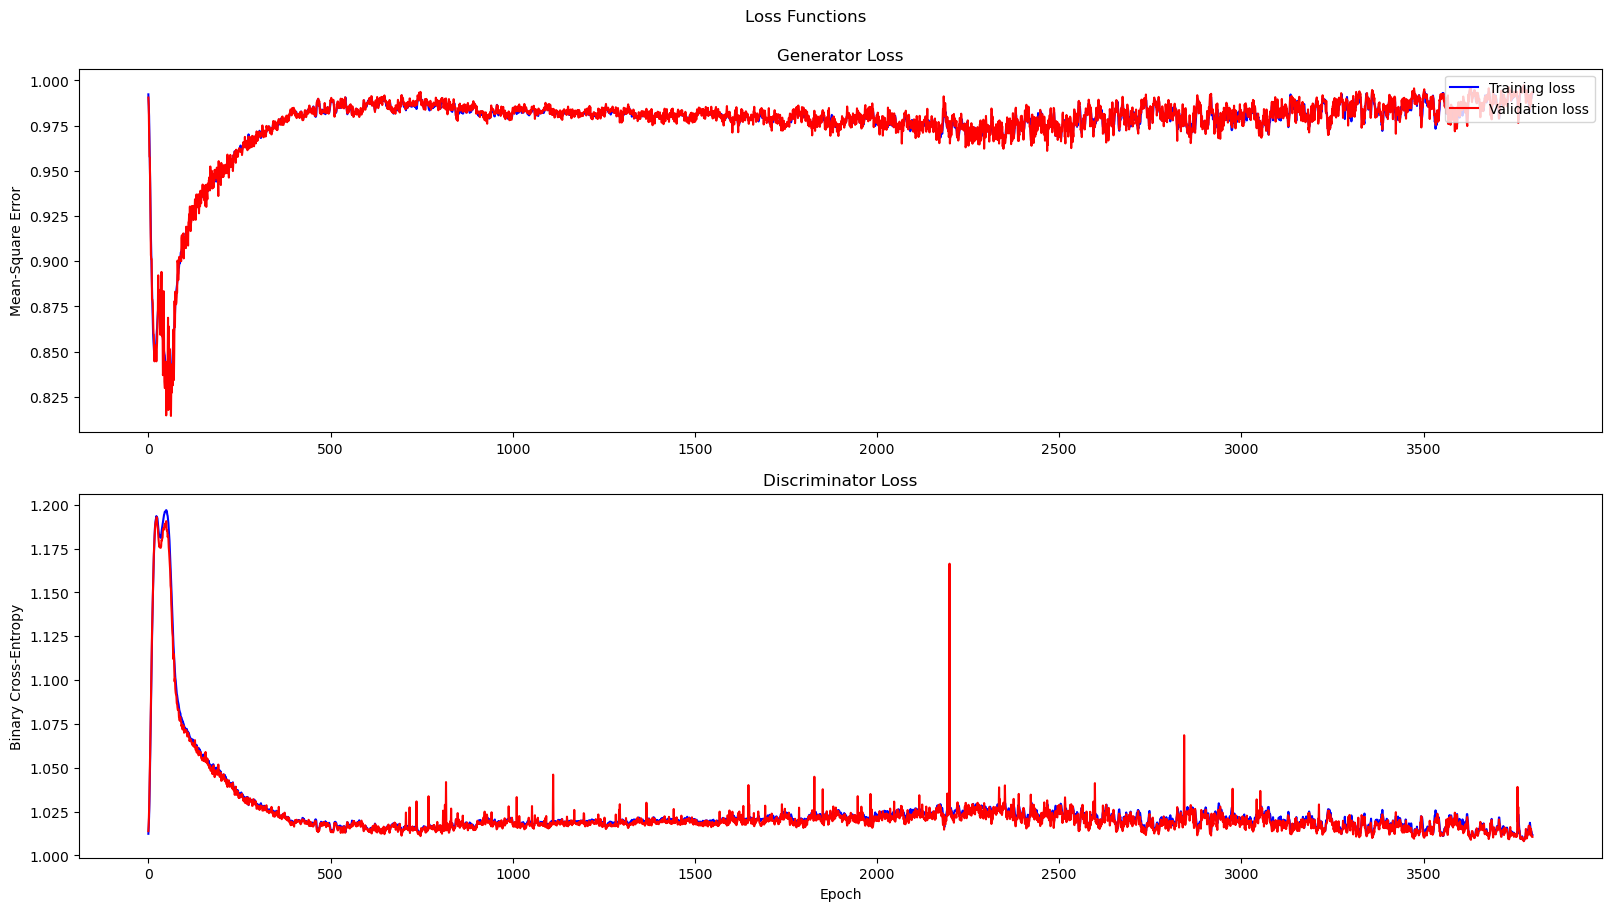 Loss Functions
Generator Loss
Mean-Square Error
1.000
0.975
0.950
0.925
0.900
0.875
0.850
0.825
Training loss
Validation loss
0 500 1000 1500 2000 2500 3000 3500
Discriminator Loss
Binary Cross-Entropy
1.200
1.175
1.150
1.125
1.100
1.075
1.050
1.025
1.000
0 500 1000 1500 2000 2500 3000 3500
Epoch